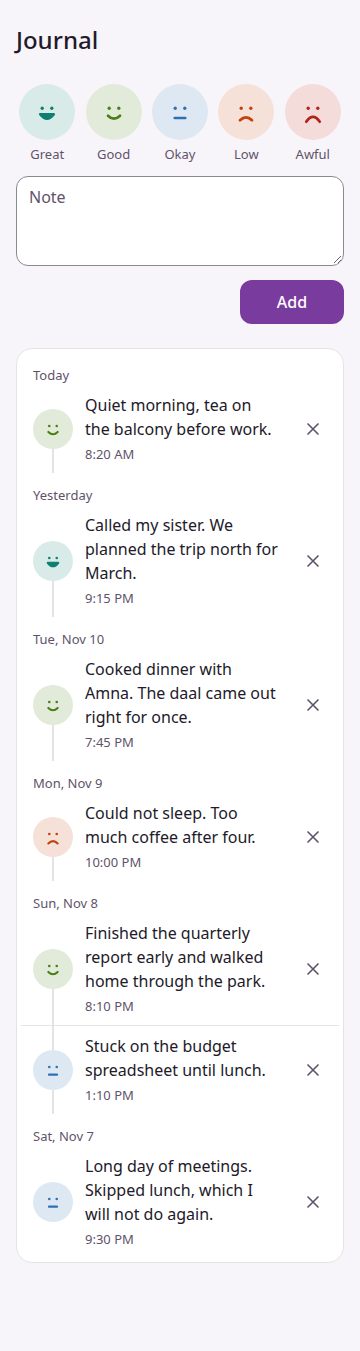 Journal
Great Good Okay Low Awful
Note
Add
Today
Quiet morning, tea on
the balcony before work.
8:20 AM
Yesterday
Called my sister. We
planned the trip north for
March.
9:15 PM
Tue, Nov 10
Cooked dinner with
Amna. The daal came out
right for once.
7:45 PM
Mon, Nov 9
Could not sleep. Too
much coffee after four.
10:00 PM
Sun, Nov 8
Finished the quarterly
report early and walked
home through the park.
8:10 PM
Stuck on the budget
spreadsheet until lunch.
1:10 PM
Sat, Nov 7
Long day of meetings.
Skipped lunch, which I
will not do again.
9:30 PM